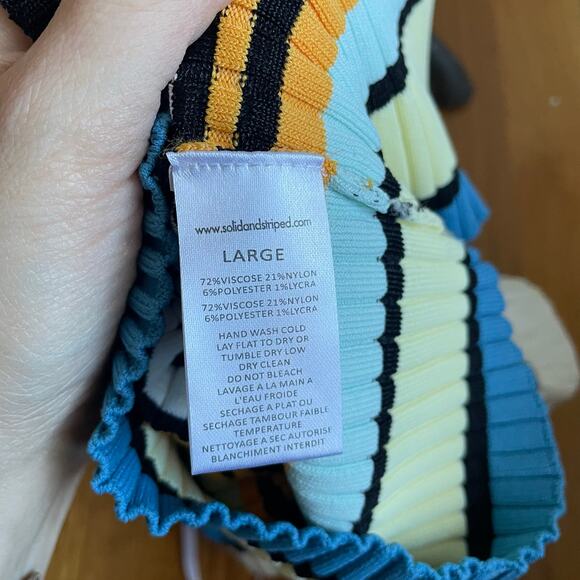 www.solidandstriped.com
LARGE
72%VISCOSE 21%NYLON
6%POLYESTER 1%LYCRA
72%VISCOSE 21%NYLON
6%POLYESTER 1%LYCRA
HAND WASH COLD
LAY FLAT TO DRY OR
TUMBLE DRY LOW
DRY CLEAN
DO NOT BLEACH
LAVAGE A LA MAIN A
L'EAU FROIDE
SECHAGE A PLAT OU
SECHAGE TAMBOUR FAIBLE
TEMPERATURE
NETTOYAGE A SEC AUTORISE
BLANCHIMENT INTERDIT